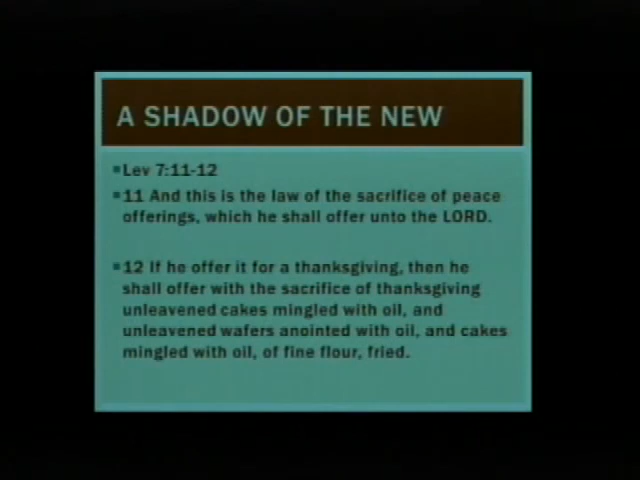 A SHADOW OF THE NEW
Lev 7:11-12
11 And this is the law of the sacrifice of peace
offerings, which he shall offer unto the LORD.
12 If he offer it for a thanksgiving, then he
shall offer with the sacrifice of thanksgiving
unleavened cakes mingled with oil, and
unleavened wafers anointed with oil, and cakes
mingled with oil, of fine flour, fried.